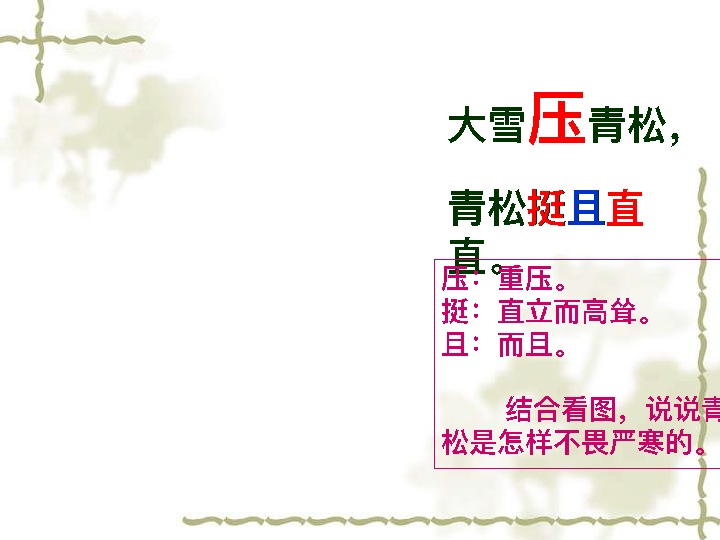 大雪压青松，
青松挺且直
直。
压：重压。
挺：直立而高耸。
且：而且。
结合看图，说说青
松是怎样不畏严寒的。